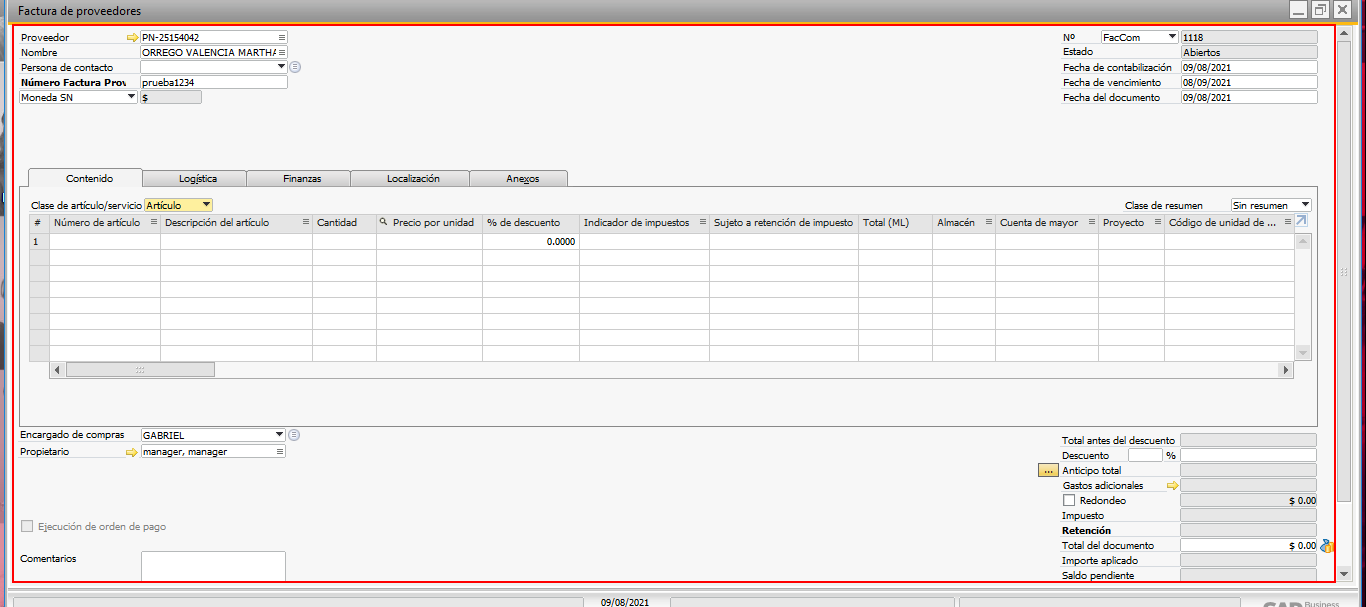 Factura de proveedores
Proveedor PN-25154042
Nombre ORREGO VALENCIA MARTHA
Persona de contacto
Número Factura Prov prueba1234
Moneda SN $
Nº FacCom 1118
Estado Abiertos
Fecha de contabilización 09/08/2021
Fecha de vencimiento 08/09/2021
Fecha del documento 09/08/2021
Contenido Logística Finanzas Localización Anexos
Clase de artículo/servicio Artículo
Clase de resumen Sin resumen
# Número de artículo Descripción del artículo Cantidad Precio por unidad % de descuento Indicador de impuestos Sujeto a retención de impuesto Total (ML) Almacén Cuenta de mayor Proyecto Código de unidad de ...
1 0.0000
Encargado de compras GABRIEL
Propietario manager, manager
Ejecución de orden de pago
Comentarios
Total antes del descuento
Descuento %
... Anticipo total
Gastos adicionales
Redondeo $ 0.00
Impuesto
Retención
Total del documento $ 0.00
Importe aplicado
Saldo pendiente
09/08/2021
SAP Business